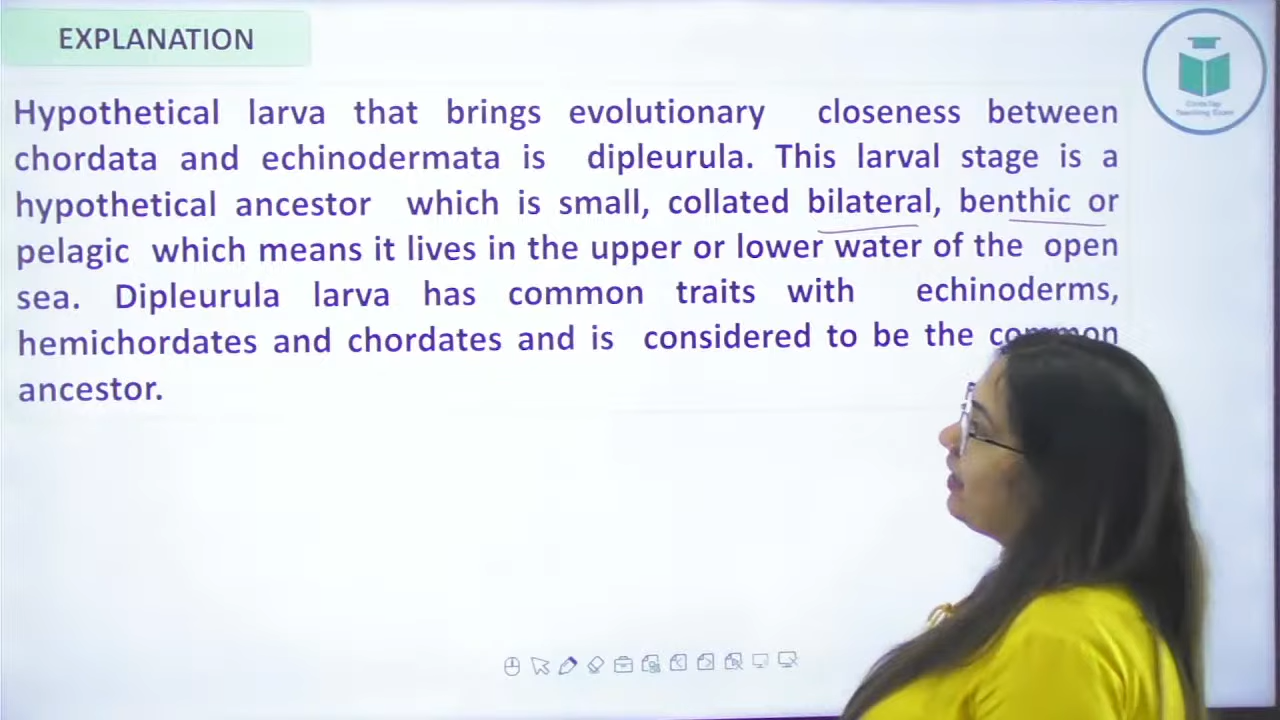 EXPLANATION
Hypothetical larva that brings evolutionary closeness between
chordata and echinodermata is dipleurula. This larval stage is a
hypothetical ancestor which is small, collated bilateral, benthic or
pelagic which means it lives in the upper or lower water of the open
sea. Dipleurula larva has common traits with echinoderms,
hemichordates and chordates and is considered to be the common
ancestor.
Teaching Exam